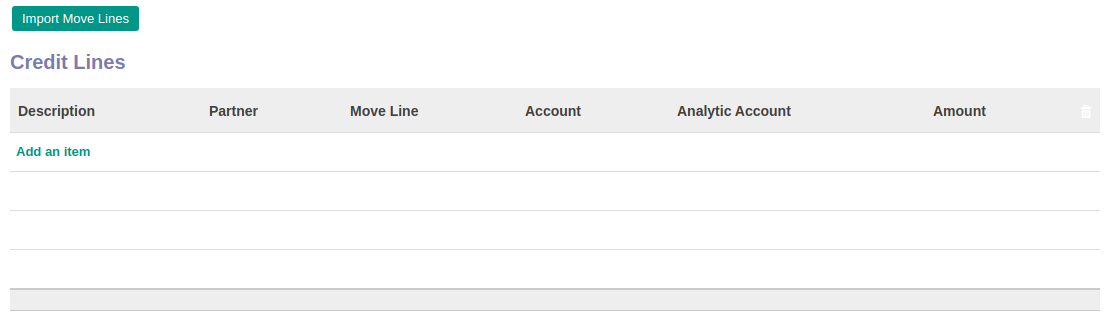 Import Move Lines
Credit Lines
Description Partner Move Line Account Analytic Account Amount
Add an item